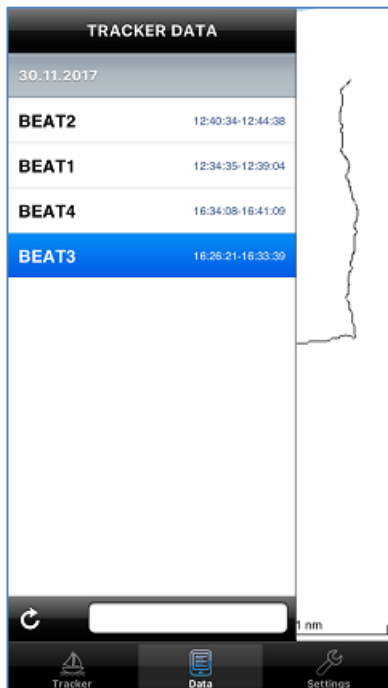 TRACKER DATA
30.11.2017
BEAT2 12:40:34-12:44:38
BEAT1 12:34:35-12:39:04
BEAT4 16:34:08-16:41:09
BEAT3 16:26:21-16:33:39
1 nm
Tracker Data Settings